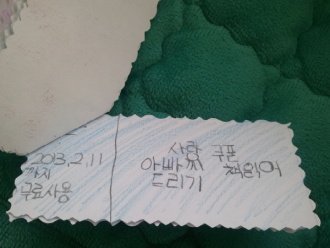 2013.2.11
까지
무료사용
사랑 쿠폰
아빠께 책읽어
드리기